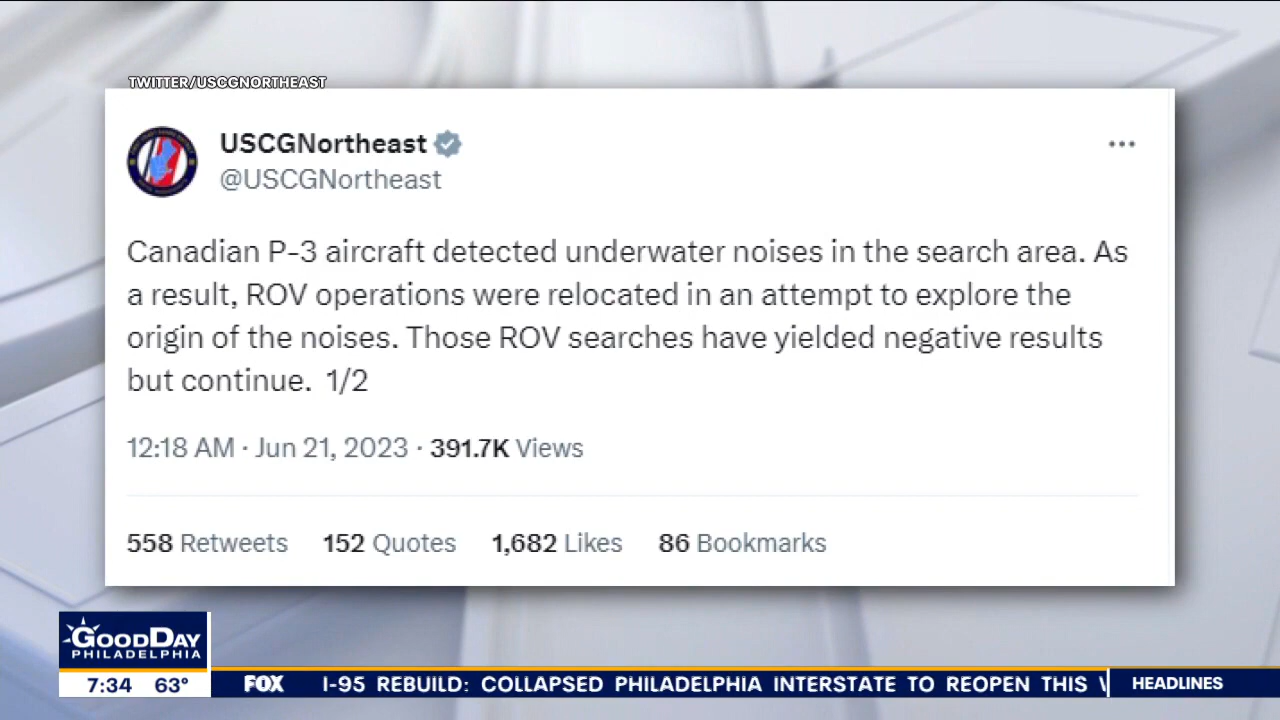 TWITTER/USCGNORTHEAST
USCGNortheast
@USCGNortheast
Canadian P-3 aircraft detected underwater noises in the search area. As
a result, ROV operations were relocated in an attempt to explore the
origin of the noises. Those ROV searches have yielded negative results
but continue. 1/2
12:18 AM · Jun 21, 2023 · 391.7K Views
558 Retweets 152 Quotes 1,682 Likes 86 Bookmarks
GOODDAY
PHILADELPHIA
7:34 63°
FOX I-95 REBUILD: COLLAPSED PHILADELPHIA INTERSTATE TO REOPEN THIS HEADLINES